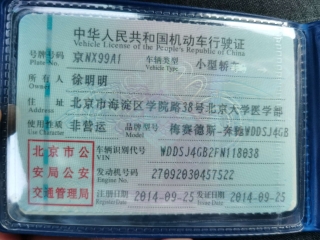 中华人民共和国机动车行驶证
Vehicle License of the People's Republic of China
号牌号码 京NX99A1 车辆类型 小型轿车
Plate No. Vehicle Type
所有人 徐明明
Owner
住址 北京市海淀区学院路38号北京大学医学部
Address
使用性质 非营运 品牌型号 梅赛德斯-奔驰WDDSJ4GB
Use Character Model
北京市公安局公安交通管理局
车辆识别代号 WDDSJ4GB2FN118038
VIN
发动机号码 27092030457522
Engine No.
注册日期 2014-09-25 发证日期 2014-09-25
Register Date Issue Date